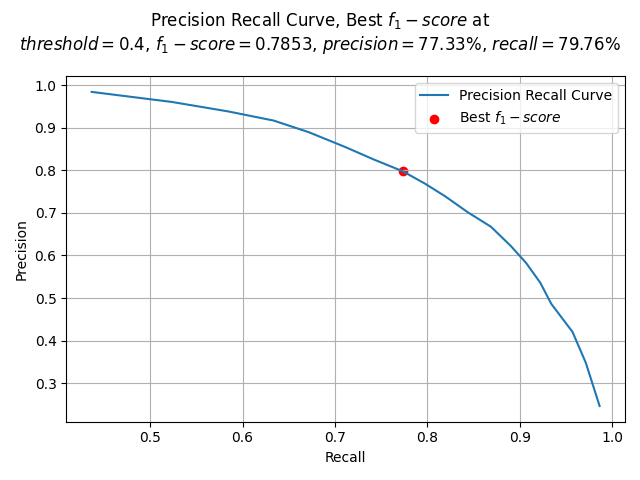 Precision Recall Curve, Best f₁ − score at
threshold = 0.4, f₁ − score = 0.7853, precision = 77.33%, recall = 79.76%
Precision Recall Curve
Best f₁ − score
1.0
0.9
0.8
0.7
0.6
0.5
0.4
0.3
Precision
0.5 0.6 0.7 0.8 0.9 1.0
Recall